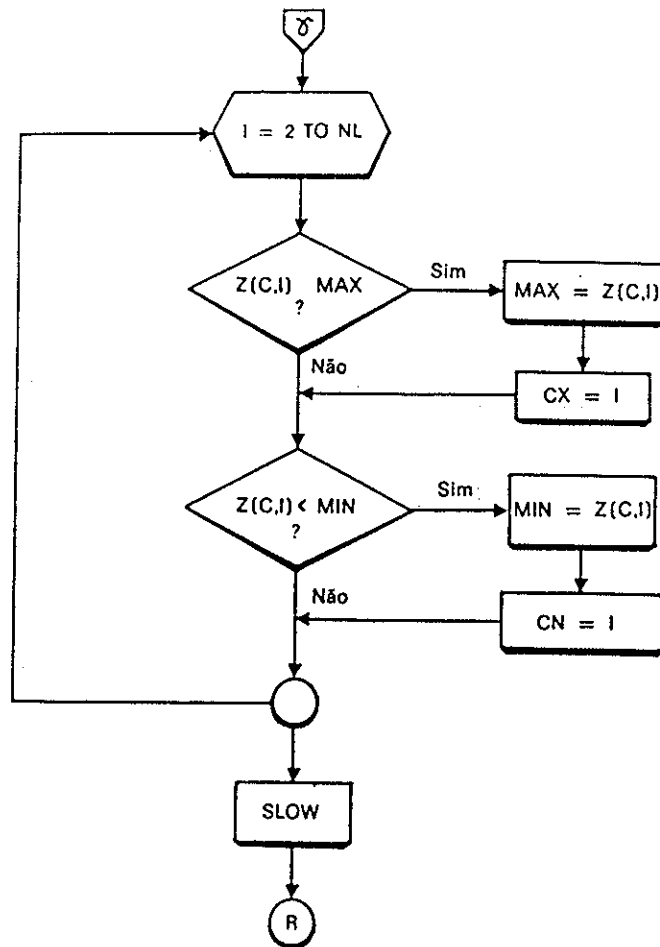 γ
I = 2 TO NL
Z(C,I) MAX
?
Sim
MAX = Z(C,I)
Não
CX = I
Z(C,I) < MIN
?
Sim
MIN = Z(C,I)
Não
CN = I
SLOW
R